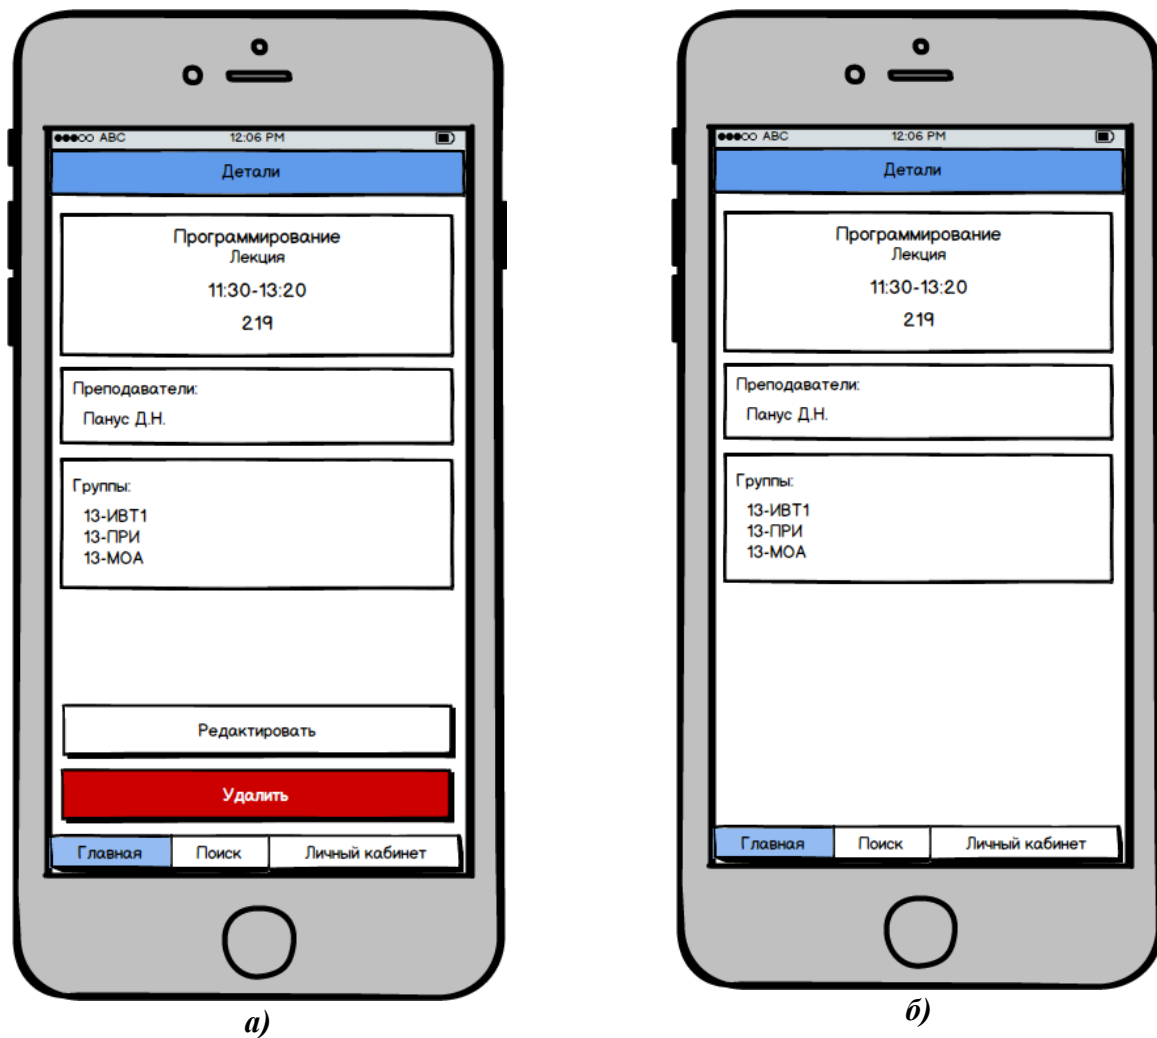 ABC 12:06 PM
Детали
Программирование
Лекция
11:30-13:20
219
Преподаватели:
Панус Д.Н.
Группы:
13-ИВТ1
13-ПРИ
13-МОА
Редактировать
Удалить
Главная Поиск Личный кабинет
а)
ABC 12:06 PM
Детали
Программирование
Лекция
11:30-13:20
219
Преподаватели:
Панус Д.Н.
Группы:
13-ИВТ1
13-ПРИ
13-МОА
Главная Поиск Личный кабинет
б)